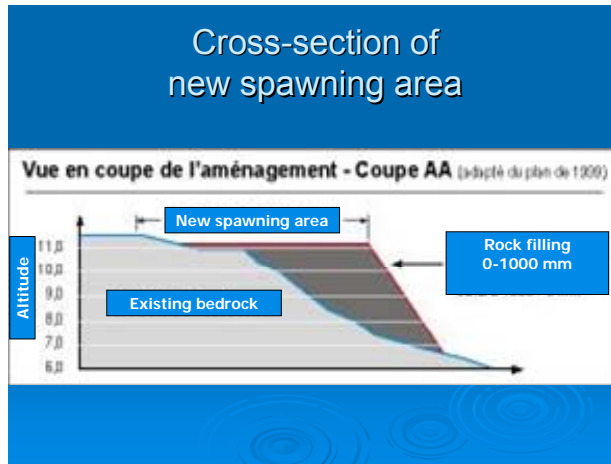 Cross-section of
new spawning area
Vue en coupe de l'aménagement - Coupe AA (adapté du plan de 1999)
New spawning area
Rock filling
0-1000 mm
Existing bedrock
Altitude
11,0
10,0
9,0
8,0
7,0
6,0